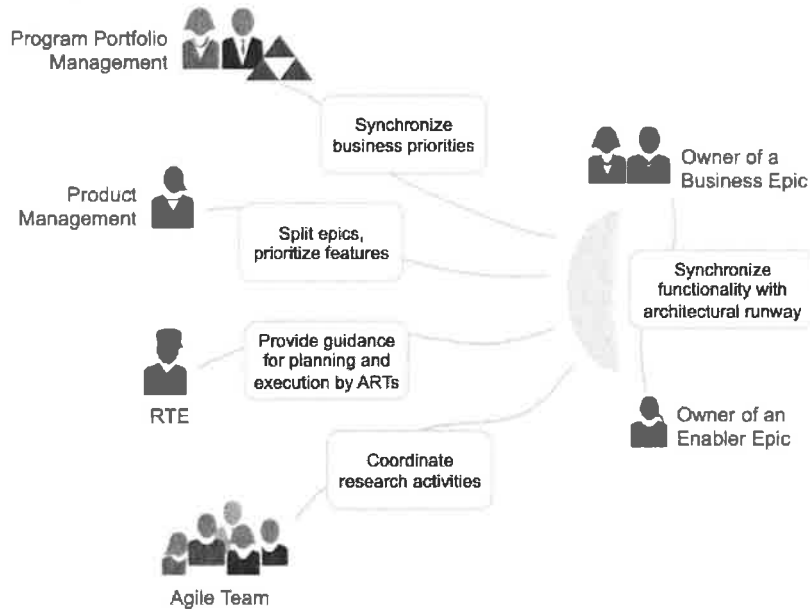 Program Portfolio
Management
Synchronize
business priorities
Owner of a
Business Epic
Product
Management
Split epics,
prioritize features
Synchronize
functionality with
architectural runway
Provide guidance
for planning and
execution by ARTs
RTE
Owner of an
Enabler Epic
Coordinate
research activities
Agile Team